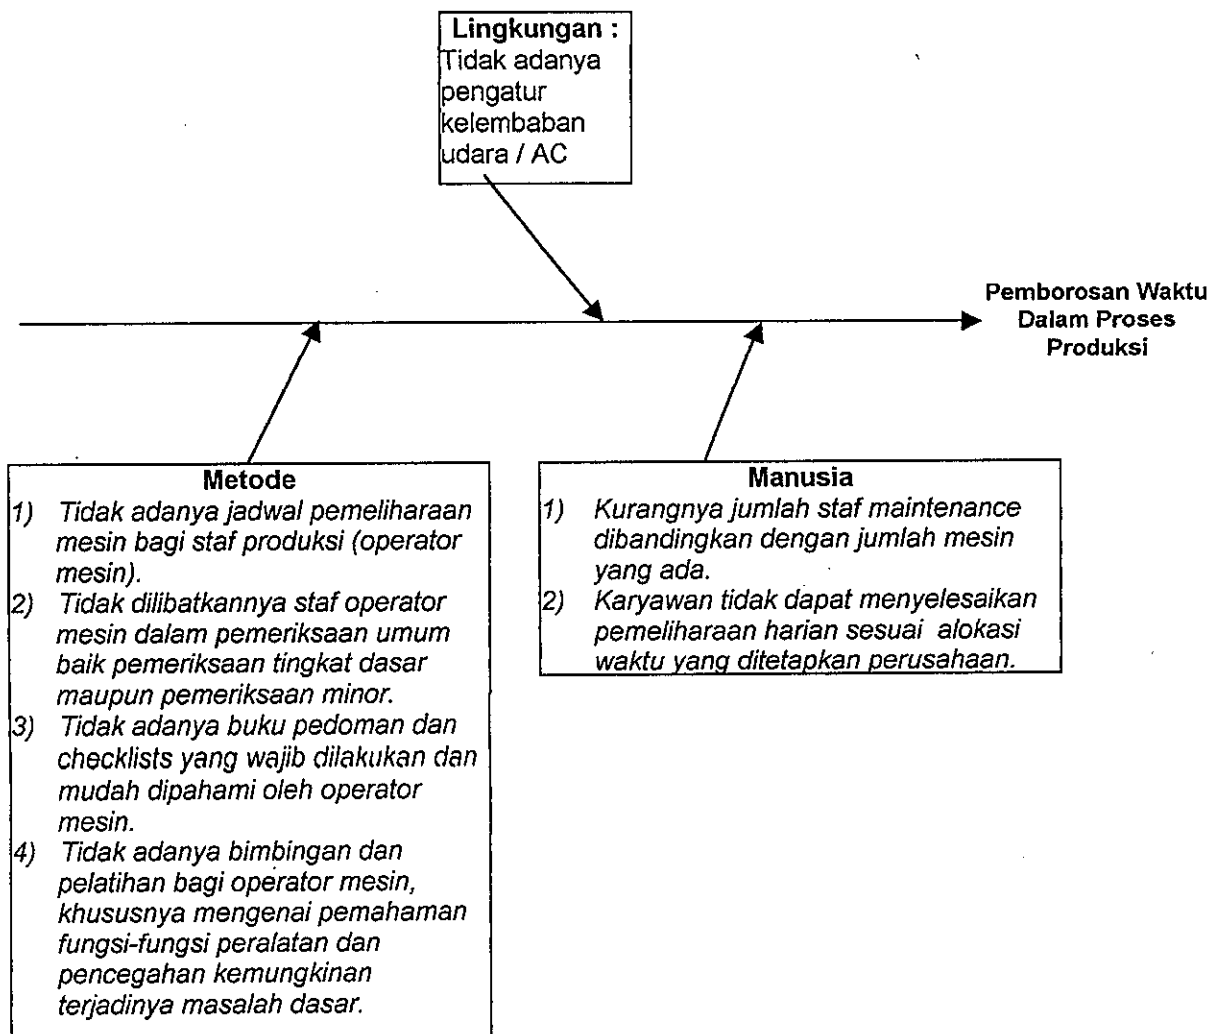 Lingkungan :
Tidak adanya
pengatur
kelembaban
udara / AC
Pemborosan Waktu
Dalam Proses
Produksi
Metode
1) Tidak adanya jadwal pemeliharaan
mesin bagi staf produksi (operator
mesin).
2) Tidak dilibatkannya staf operator
mesin dalam pemeriksaan umum
baik pemeriksaan tingkat dasar
maupun pemeriksaan minor.
3) Tidak adanya buku pedoman dan
checklists yang wajib dilakukan dan
mudah dipahami oleh operator
mesin.
4) Tidak adanya bimbingan dan
pelatihan bagi operator mesin,
khususnya mengenai pemahaman
fungsi-fungsi peralatan dan
pencegahan kemungkinan
terjadinya masalah dasar.
Manusia
1) Kurangnya jumlah staf maintenance
dibandingkan dengan jumlah mesin
yang ada.
2) Karyawan tidak dapat menyelesaikan
pemeliharaan harian sesuai alokasi
waktu yang ditetapkan perusahaan.